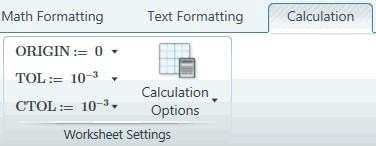 Math Formatting Text Formatting Calculation
ORIGIN := 0
TOL := 10⁻³
CTOL := 10⁻³
Calculation
Options
Worksheet Settings